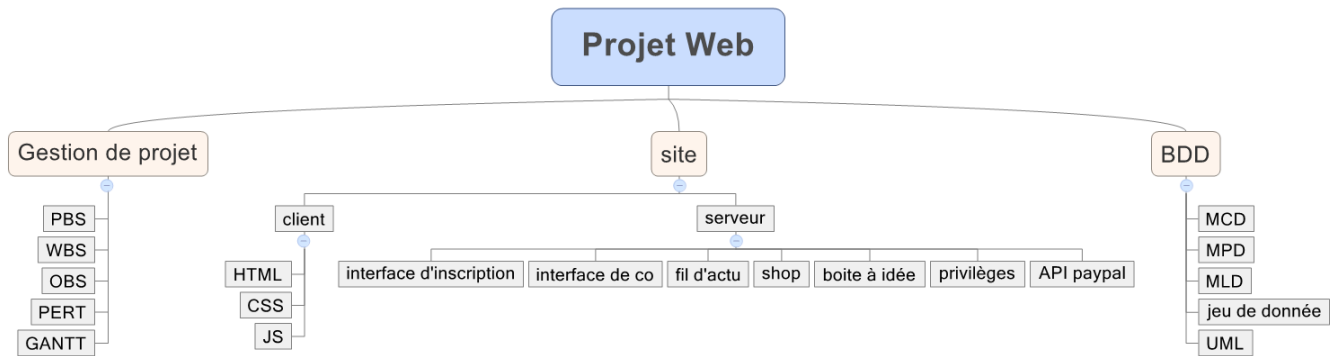 Projet Web
Gestion de projet
site
BDD
PBS
WBS
OBS
PERT
GANTT
client
serveur
HTML
CSS
JS
interface d'inscription
interface de co
fil d'actu
shop
boite à idée
privilèges
API paypal
MCD
MPD
MLD
jeu de donnée
UML